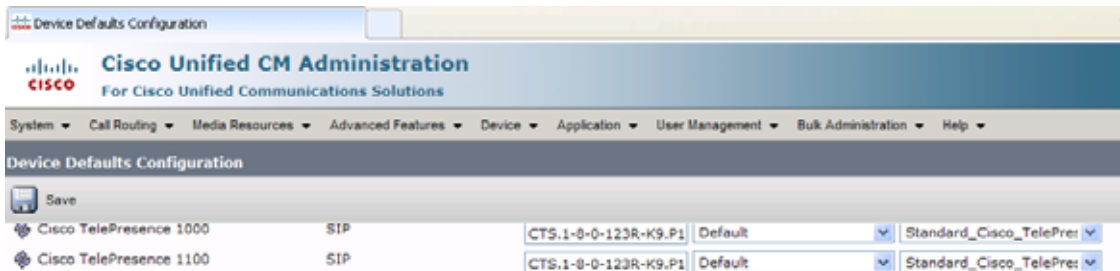 Device Defaults Configuration
CISCO
Cisco Unified CM Administration
For Cisco Unified Communications Solutions
System Call Routing Media Resources Advanced Features Device Application User Management Bulk Administration Help
Device Defaults Configuration
Save
Cisco TelePresence 1000 SIP CTS.1-8-0-123R-K9.P1 Default Standard_Cisco_TelePres
Cisco TelePresence 1100 SIP CTS.1-8-0-123R-K9.P1 Default Standard_Cisco_TelePres